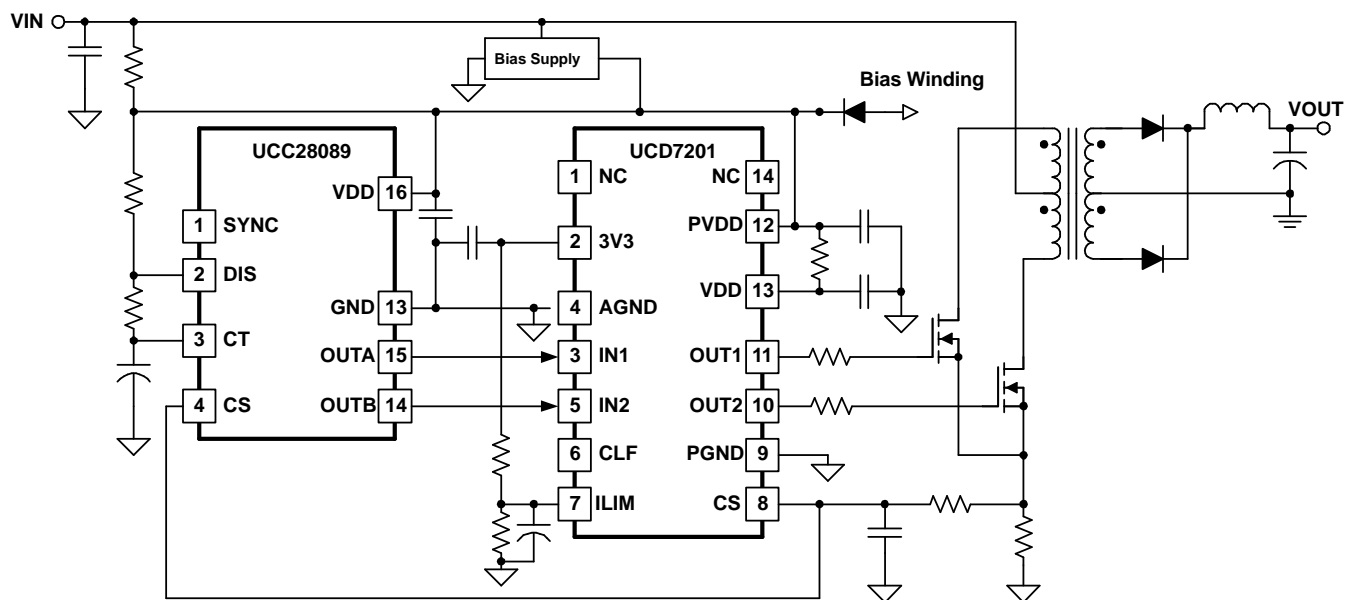 VIN
Bias Supply
Bias Winding
VOUT
UCC28089
UCD7201
VDD 16
1 SYNC
2 DIS
GND 13
3 CT
OUTA 15
4 CS
OUTB 14
1 NC
NC 14
PVDD 12
2 3V3
VDD 13
4 AGND
3 IN1
OUT1 11
5 IN2
OUT2 10
6 CLF
PGND 9
7 ILIM
CS 8